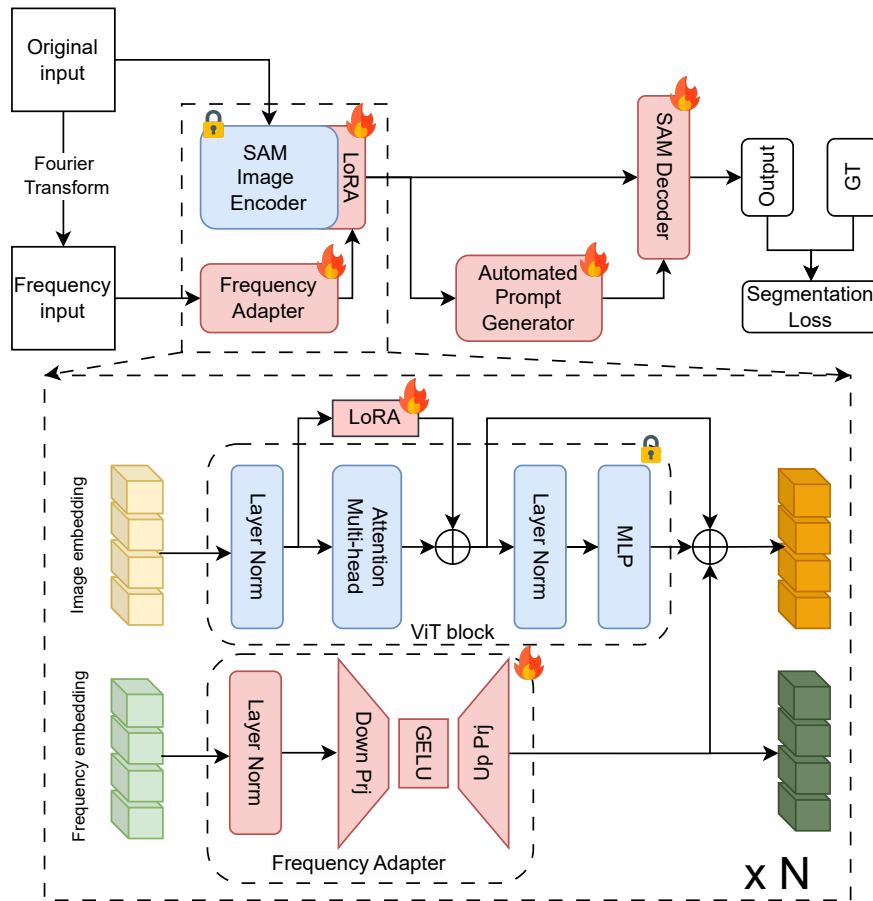 Original
input
Fourier
Transform
Frequency
input
SAM
Image
Encoder
LoRA
Frequency
Adapter
Automated
Prompt
Generator
SAM Decoder
Output
GT
Segmentation
Loss
LoRA
Image embedding
Layer Norm
Attention
Multi-head
Layer Norm
MLP
ViT block
Frequency embedding
Layer Norm
Down Prj
GELU
Up Prj
Frequency Adapter
x N